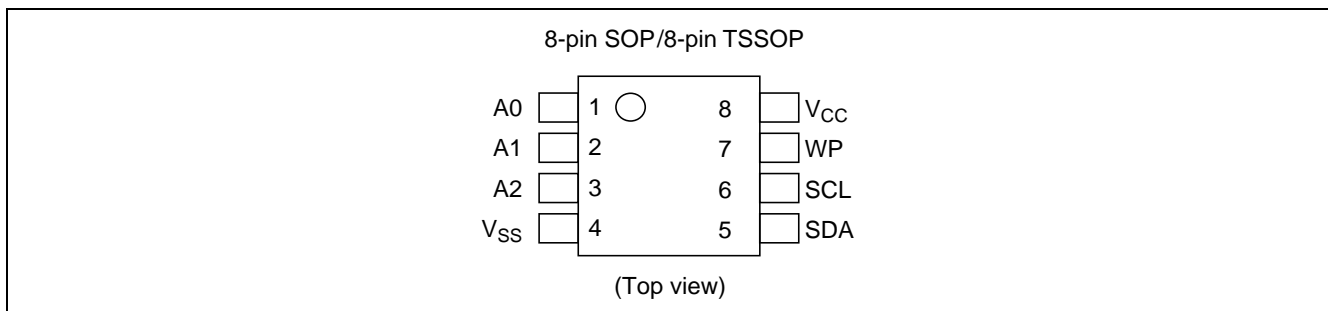 8-pin SOP/8-pin TSSOP
A0 1 8 VCC
A1 2 7 WP
A2 3 6 SCL
VSS 4 5 SDA
(Top view)